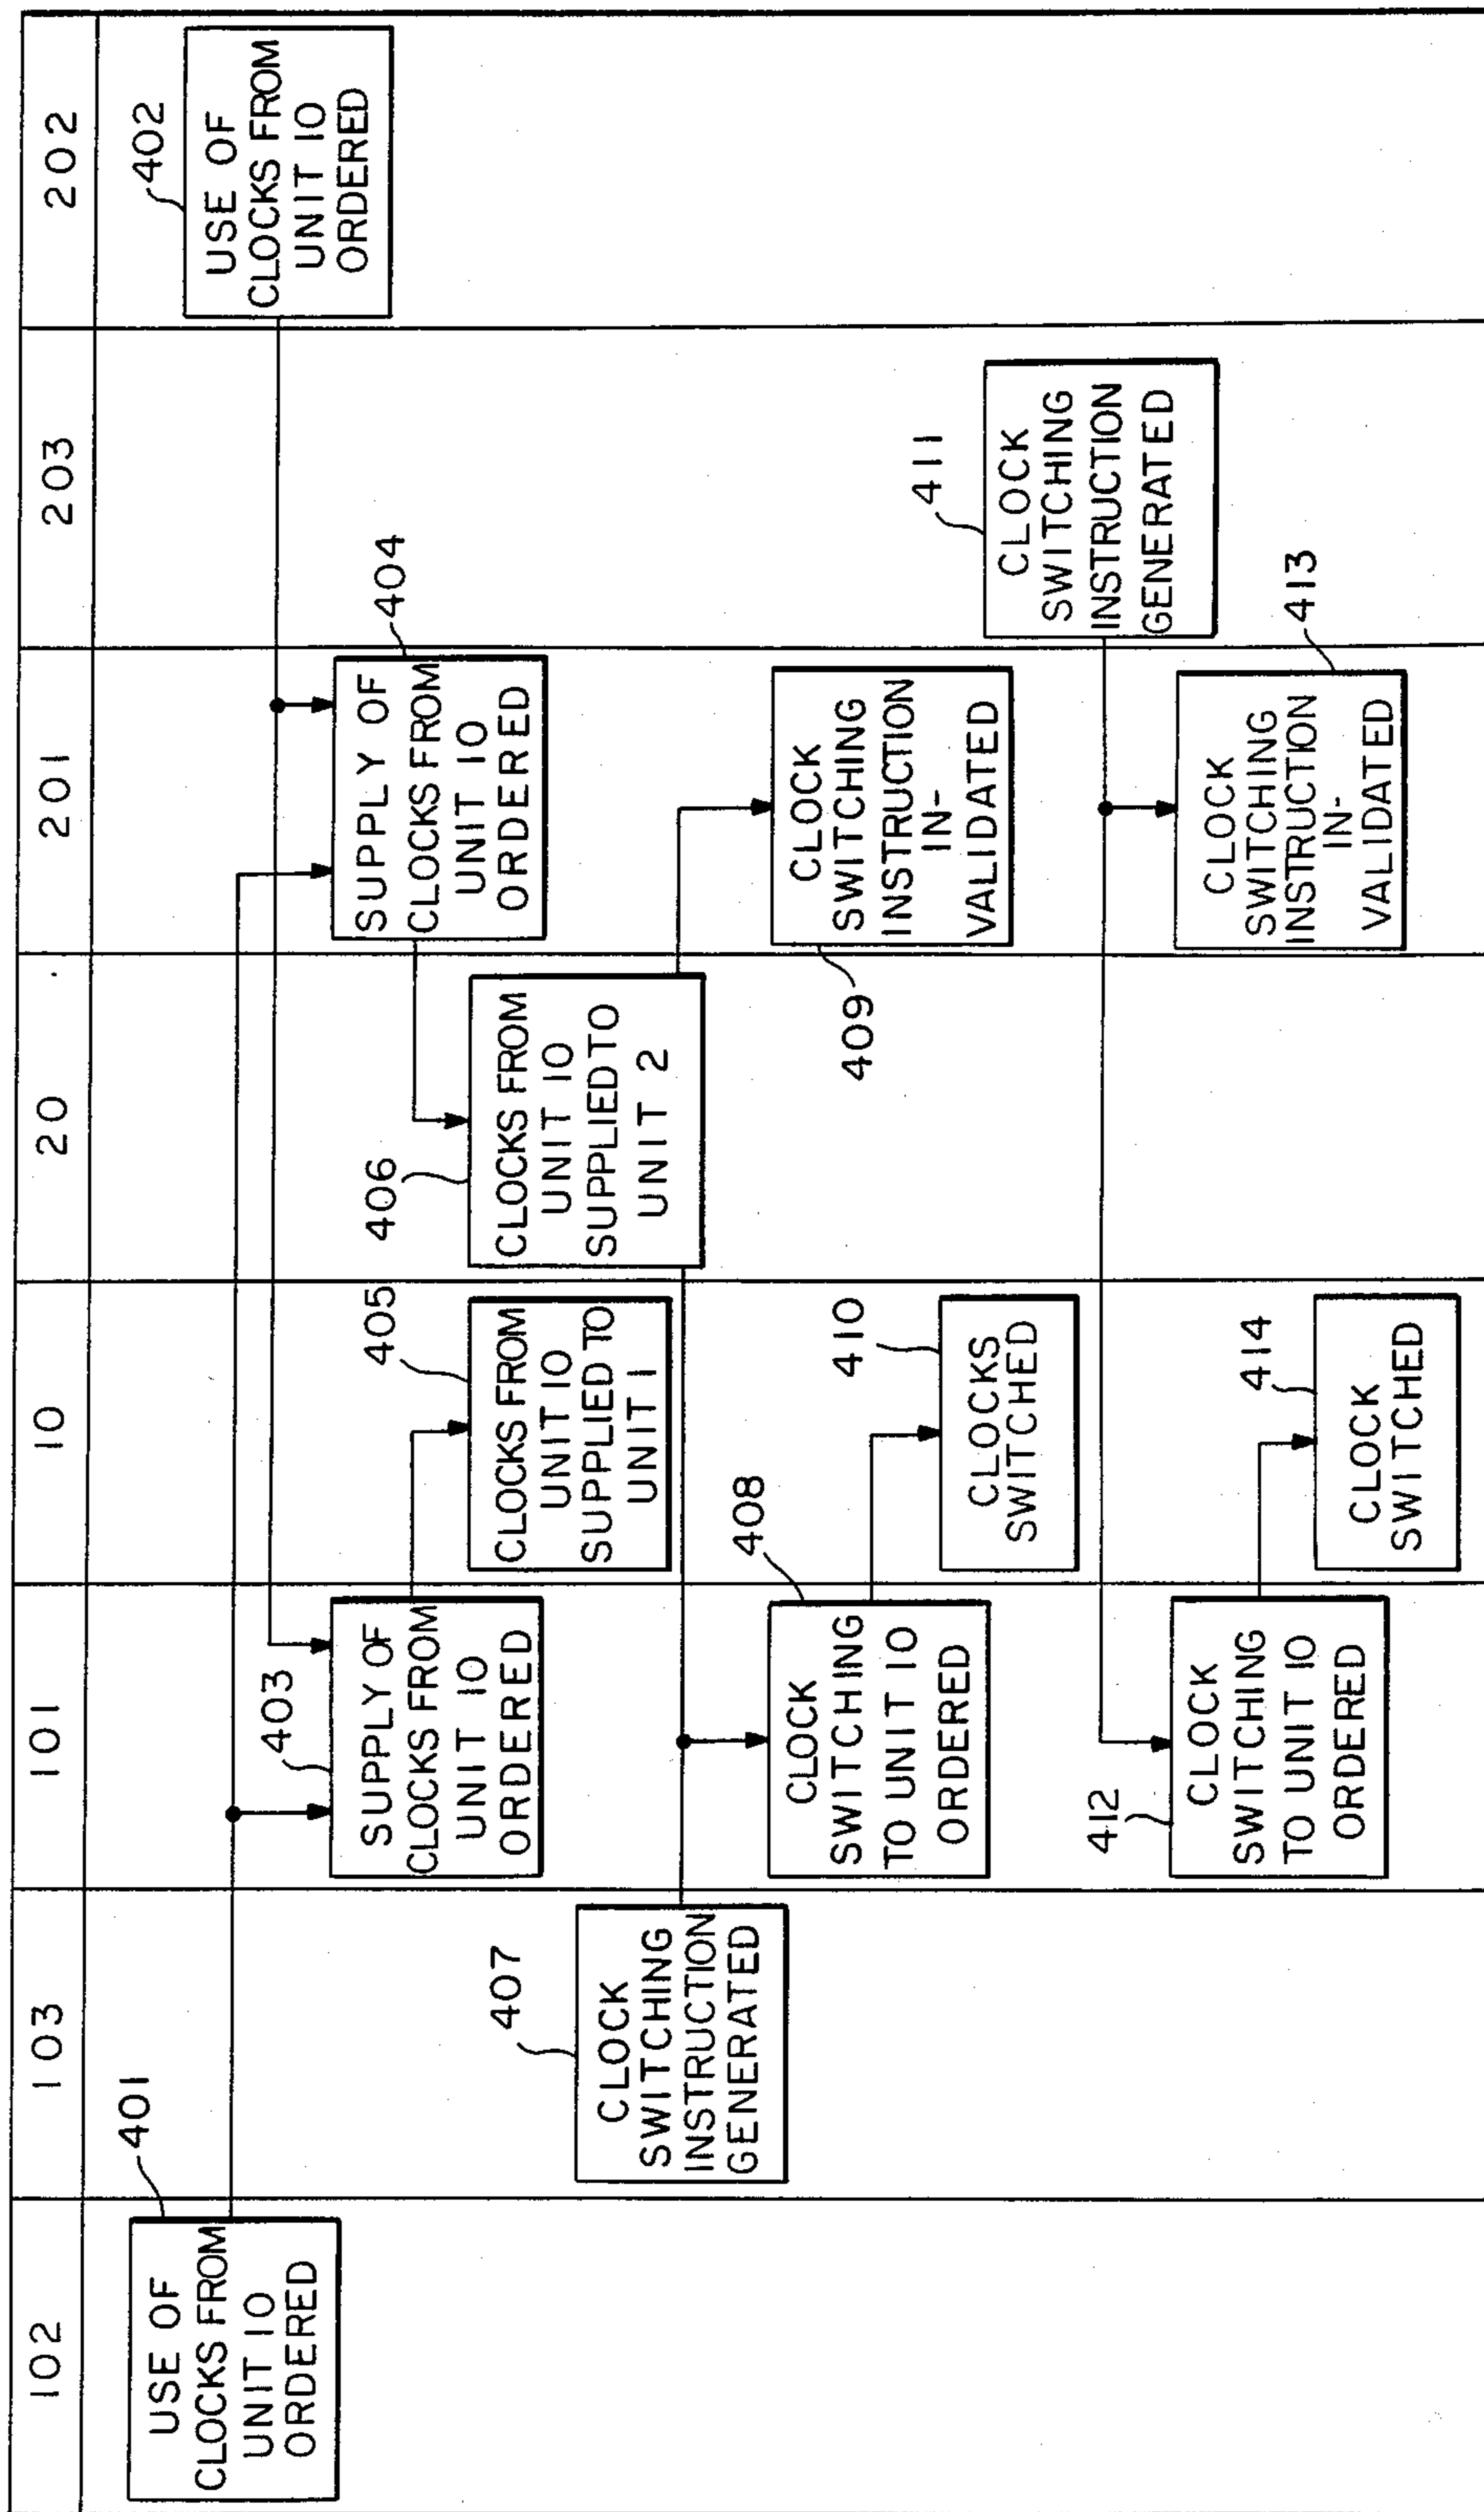 102
103
101
10
20
201
203
202
401
USE OF
CLOCKS FROM
UNIT 10
ORDERED
402
USE OF
CLOCKS FROM
UNIT 10
ORDERED
403
SUPPLY OF
CLOCKS FROM
UNIT 10
ORDERED
404
SUPPLY OF
CLOCKS FROM
UNIT 10
ORDERED
405
CLOCKS FROM
UNIT 10
SUPPLIED TO
UNIT 1
406
CLOCKS FROM
UNIT 10
SUPPLIED TO
UNIT 2
407
CLOCK
SWITCHING
INSTRUCTION
GENERATED
408
CLOCK
SWITCHING
TO UNIT 10
ORDERED
409
CLOCK
SWITCHING
INSTRUCTION
IN-
VALIDATED
410
CLOCKS
SWITCHED
411
CLOCK
SWITCHING
INSTRUCTION
GENERATED
412
CLOCK
SWITCHING
TO UNIT 10
ORDERED
413
CLOCK
SWITCHING
INSTRUCTION
IN-
VALIDATED
414
CLOCK
SWITCHED